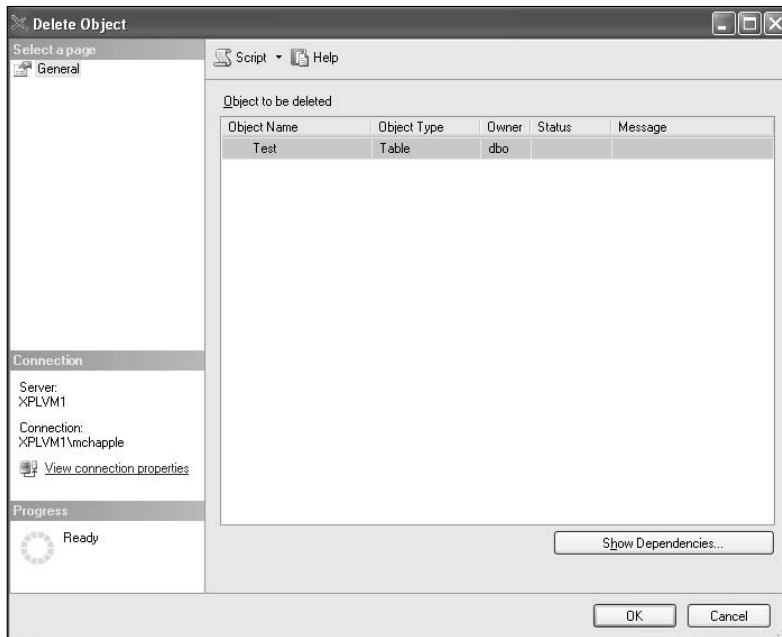 Delete Object
Select a page
General
Script
Help
Object to be deleted
Object Name Object Type Owner Status Message
Test Table dbo
Connection
Server:
XPLVM1
Connection:
XPLVM1\mchapple
View connection properties
Progress
Ready
Show Dependencies...
OK
Cancel